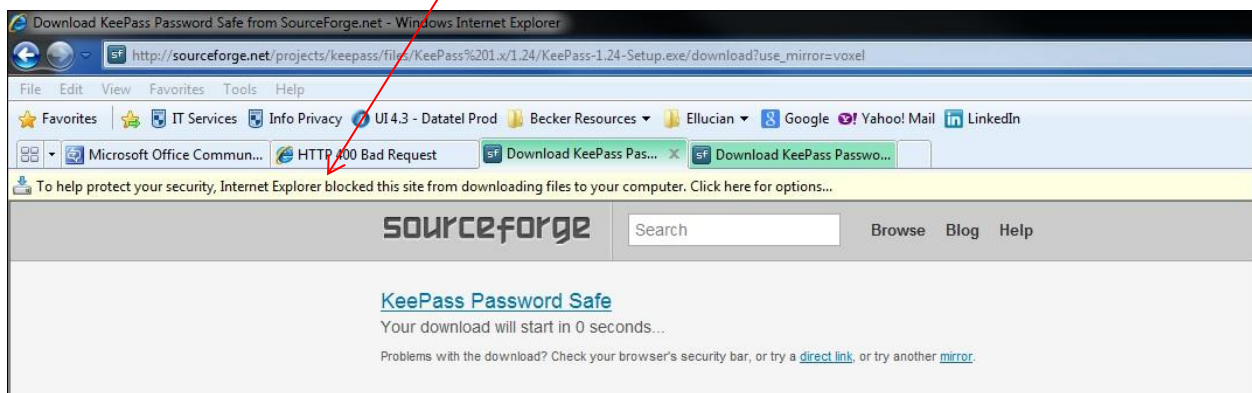 Download KeePass Password Safe from SourceForge.net - Windows Internet Explorer
sf http://sourceforge.net/projects/keepass/files/KeePass%201.x/1.24/KeePass-1.24-Setup.exe/download?use_mirror=voxel
File Edit View Favorites Tools Help
Favorites IT Services Info Privacy UI 4.3 - Datatel Prod Becker Resources Ellucian 8 Google Yahoo! Mail in LinkedIn
Microsoft Office Commun... HTTP 400 Bad Request sf Download KeePass Pas... X sf Download KeePass Passwo...
To help protect your security, Internet Explorer blocked this site from downloading files to your computer. Click here for options...
sourceforge Search Browse Blog Help
KeePass Password Safe
Your download will start in 0 seconds...
Problems with the download? Check your browser's security bar, or try a direct link, or try another mirror.